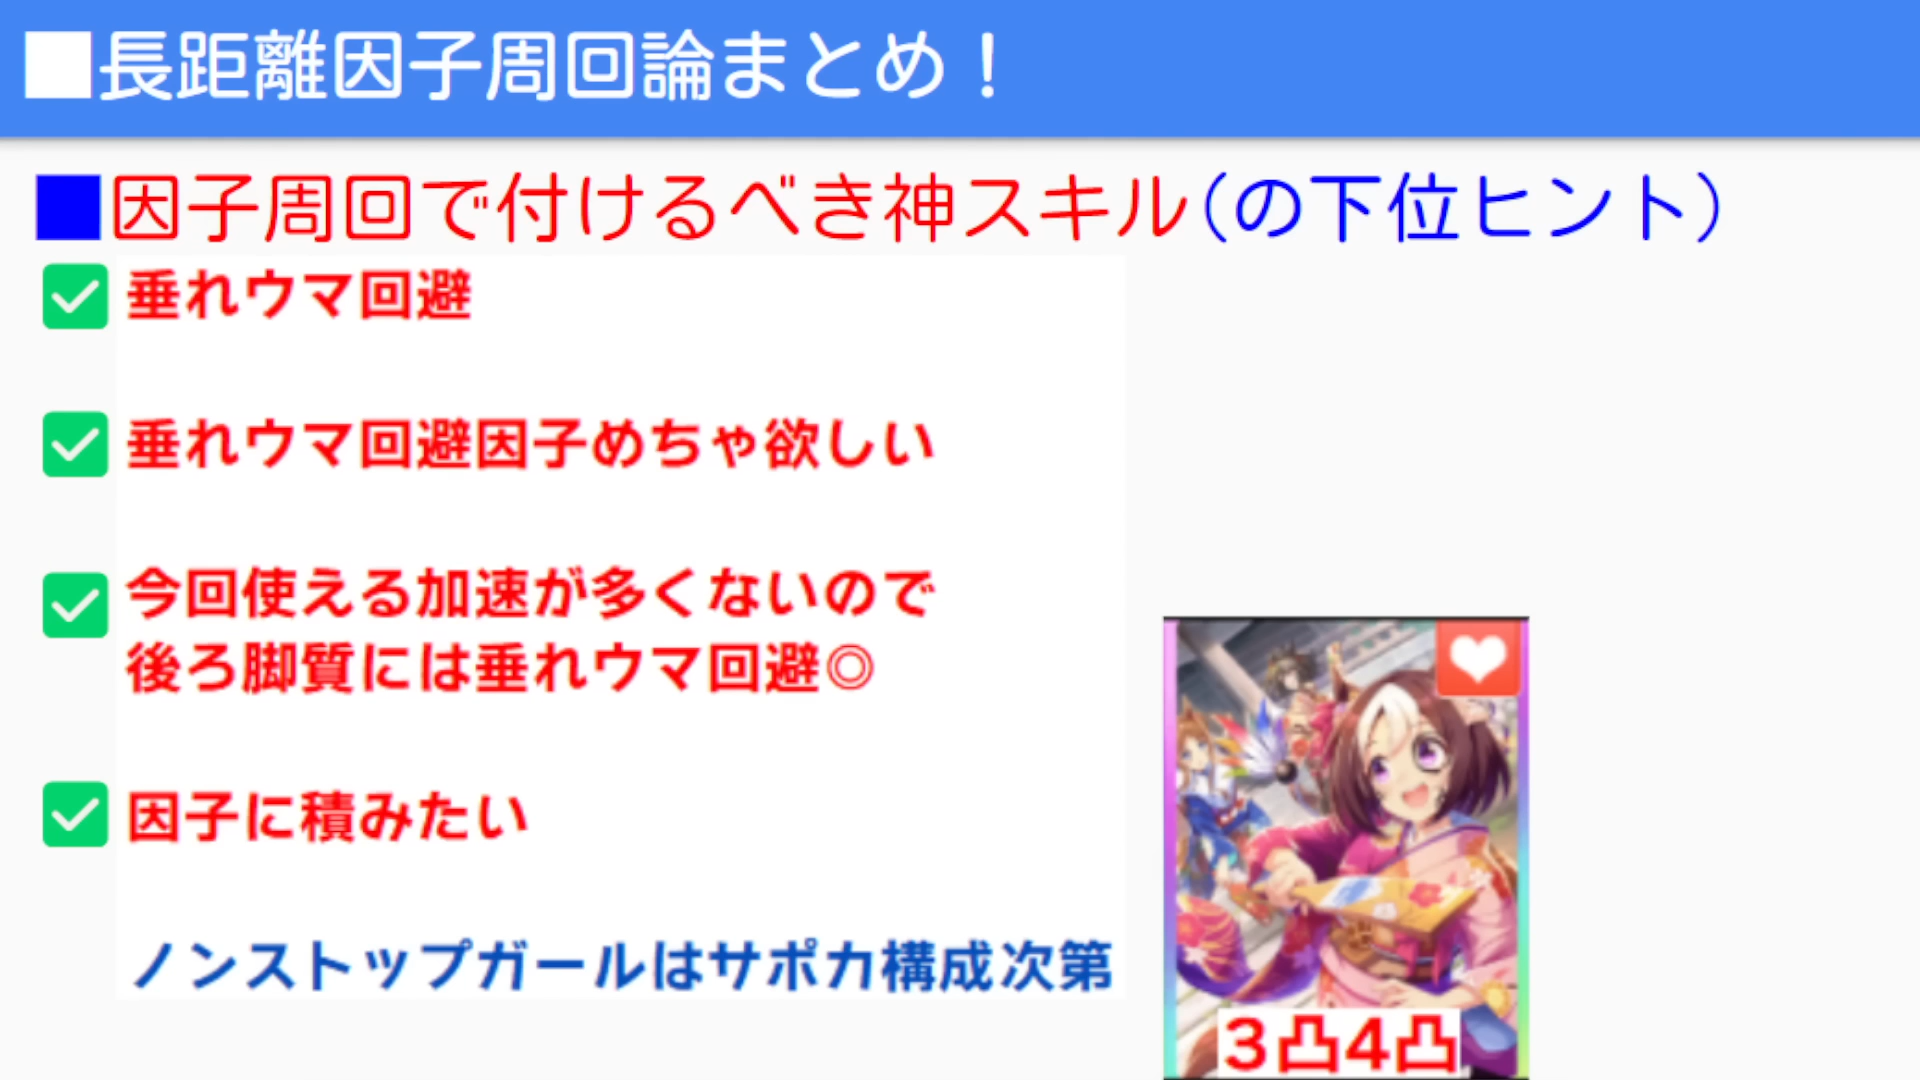 ■長距離因子周回論まとめ！
■因子周回で付けるべき神スキル(の下位ヒント)
垂れウマ回避
垂れウマ回避因子めちゃ欲しい
今回使える加速が多くないので
後ろ脚質には垂れウマ回避◎
因子に積みたい
ノンストップガールはサポカ構成次第
3凸4凸